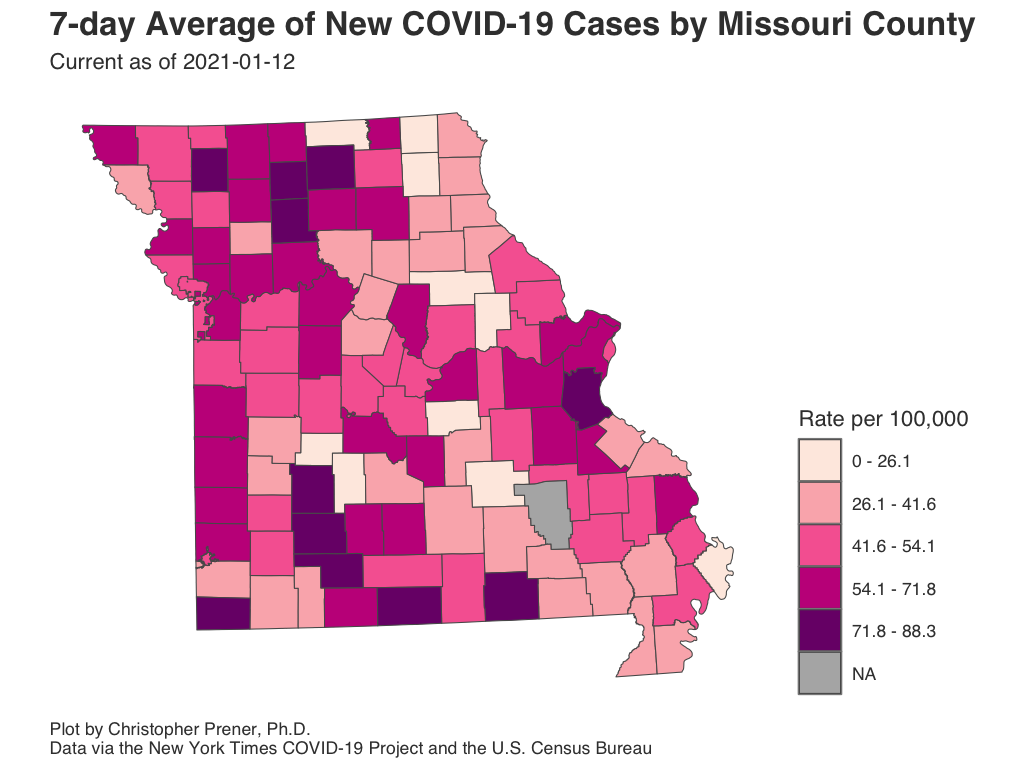 7-day Average of New COVID-19 Cases by Missouri County
Current as of 2021-01-12
Rate per 100,000
0 - 26.1
26.1 - 41.6
41.6 - 54.1
54.1 - 71.8
71.8 - 88.3
NA
Plot by Christopher Prener, Ph.D.
Data via the New York Times COVID-19 Project and the U.S. Census Bureau